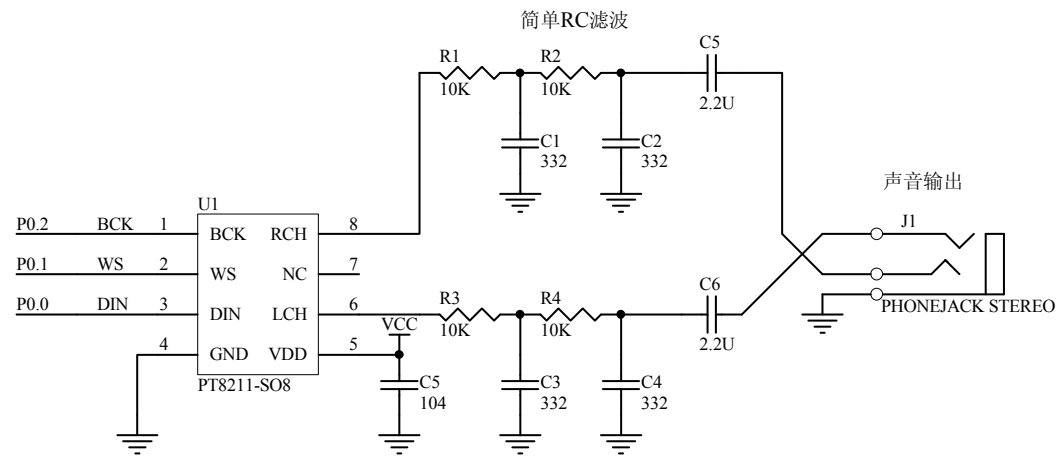 简单RC滤波
R1
10K
R2
10K
C5
2.2U
C1
332
C2
332
声音输出
J1
PHONEJACK STEREO
U1
P0.2 BCK 1 BCK RCH 8
P0.1 WS 2 WS NC 7
P0.0 DIN 3 DIN LCH 6
4 GND VDD 5
PT8211-SO8
VCC
C5
104
R3
10K
R4
10K
C6
2.2U
C3
332
C4
332